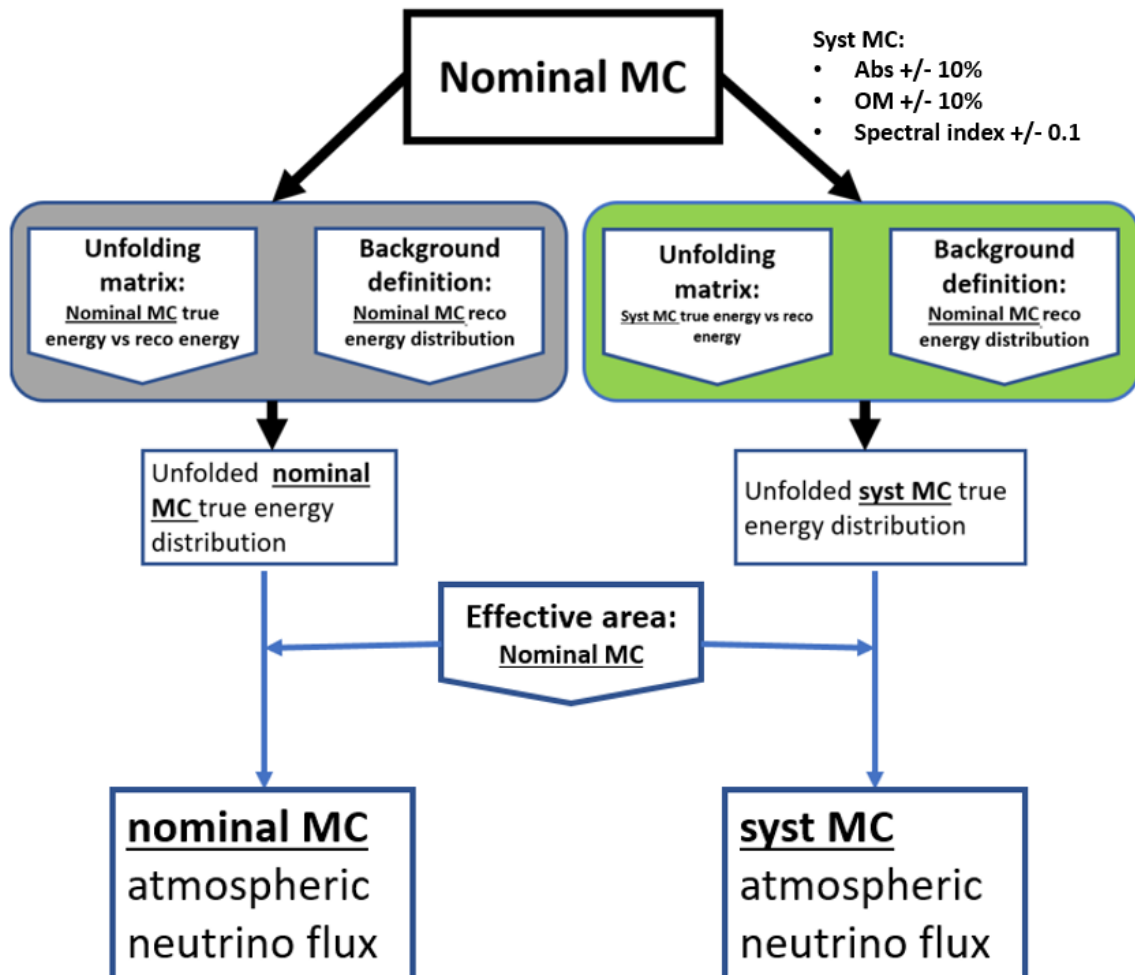 Nominal MC
Syst MC:
• Abs +/- 10%
• OM +/- 10%
• Spectral index +/- 0.1
Unfolding
matrix:
Nominal MC true
energy vs reco energy
Background
definition:
Nominal MC reco
energy distribution
Unfolding
matrix:
Syst MC true energy vs reco
energy
Background
definition:
Nominal MC reco
energy distribution
Unfolded nominal
MC true energy
distribution
Unfolded syst MC true
energy distribution
Effective area:
Nominal MC
nominal MC
atmospheric
neutrino flux
syst MC
atmospheric
neutrino flux